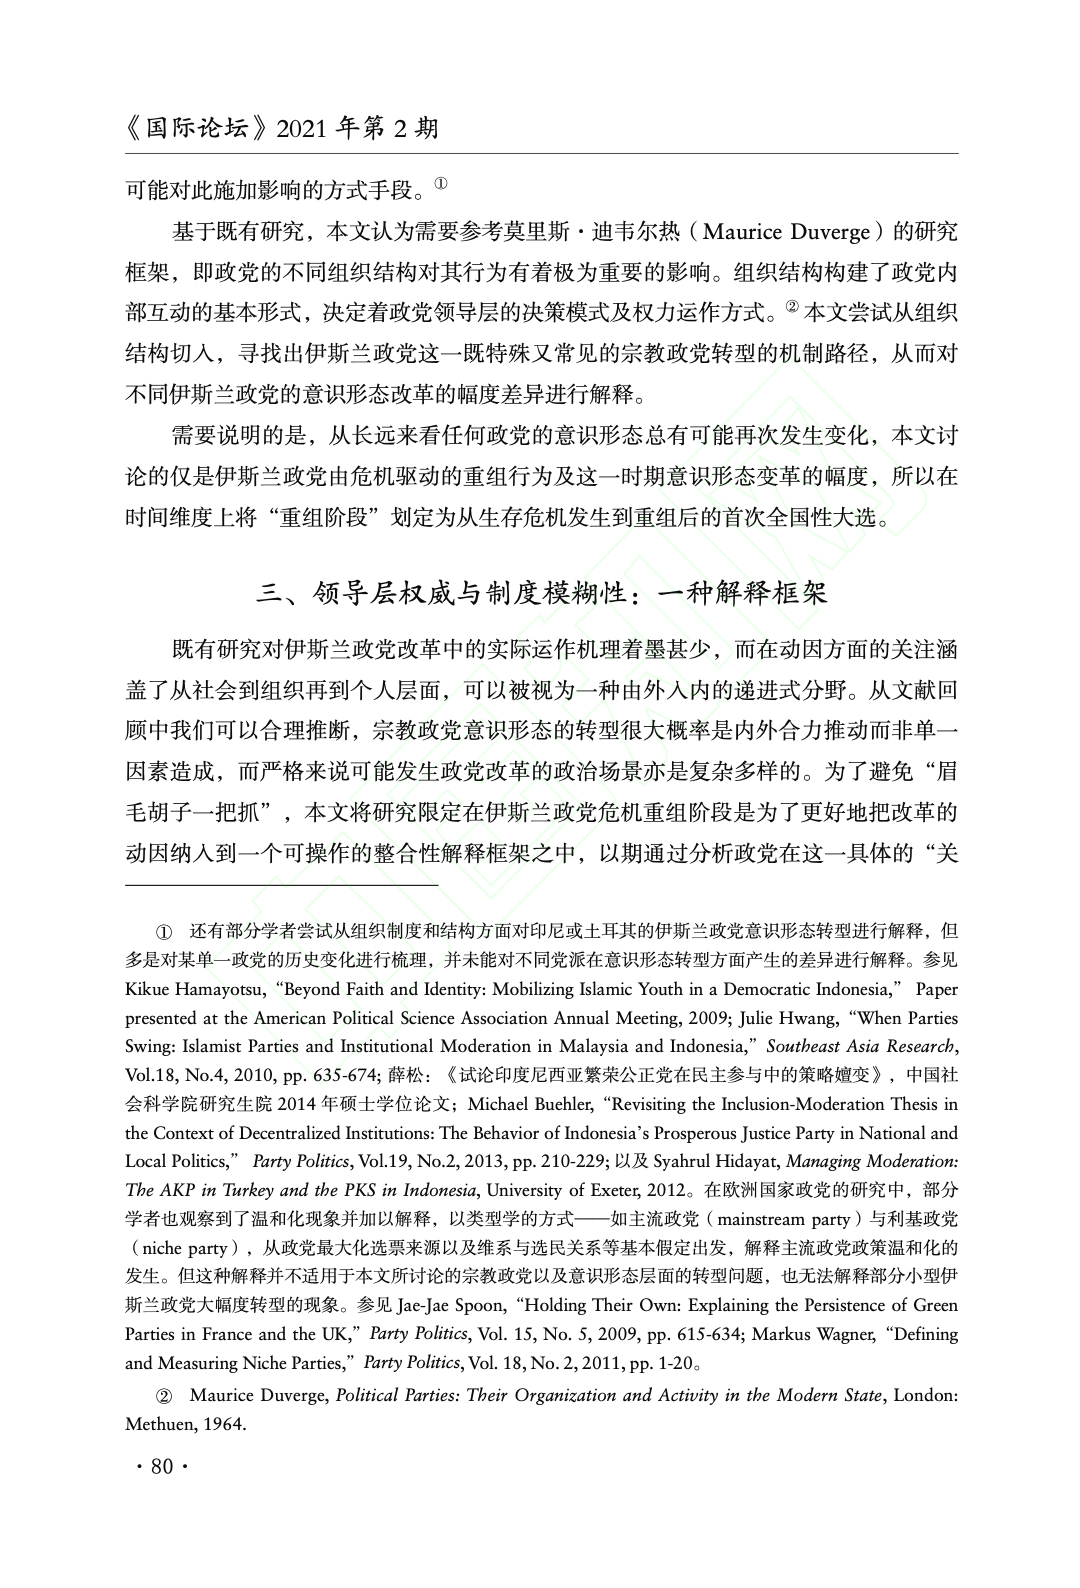 《国际论坛》2021 年第 2 期
可能对此施加影响的方式手段。①
基于既有研究，本文认为需要参考莫里斯·迪韦尔热（Maurice Duverge）的研究
框架，即政党的不同组织结构对其行为有着极为重要的影响。组织结构构建了政党内
部互动的基本形式，决定着政党领导层的决策模式及权力运作方式。②本文尝试从组织
结构切入，寻找出伊斯兰政党这一既特殊又常见的宗教政党转型的机制路径，从而对
不同伊斯兰政党的意识形态改革的幅度差异进行解释。
需要说明的是，从长远来看任何政党的意识形态总有可能再次发生变化，本文讨
论的仅是伊斯兰政党由危机驱动的重组行为及这一时期意识形态变革的幅度，所以在
时间维度上将“重组阶段”划定为从生存危机发生到重组后的首次全国性大选。
三、领导层权威与制度模糊性：一种解释框架
既有研究对伊斯兰政党改革中的实际运作机理着墨甚少，而在动因方面的关注涵
盖了从社会到组织再到个人层面，可以被视为一种由外入内的递进式分野。从文献回
顾中我们可以合理推断，宗教政党意识形态的转型很大概率是内外合力推动而非单一
因素造成，而严格来说可能发生政党改革的政治场景亦是复杂多样的。为了避免“眉
毛胡子一把抓”，本文将研究限定在伊斯兰政党危机重组阶段是为了更好地把改革的
动因纳入到一个可操作的整合性解释框架之中，以期通过分析政党在这一具体的“关
① 还有部分学者尝试从组织制度和结构方面对印尼或土耳其的伊斯兰政党意识形态转型进行解释，但
多是对某单一政党的历史变化进行梳理，并未能对不同党派在意识形态转型方面产生的差异进行解释。参见
Kikue Hamayotsu, “Beyond Faith and Identity: Mobilizing Islamic Youth in a Democratic Indonesia,” Paper
presented at the American Political Science Association Annual Meeting, 2009; Julie Hwang, “When Parties
Swing: Islamist Parties and Institutional Moderation in Malaysia and Indonesia,” Southeast Asia Research,
Vol.18, No.4, 2010, pp. 635-674; 薛松：《试论印度尼西亚繁荣公正党在民主参与中的策略嬗变》，中国社
会科学院研究生院 2014 年硕士学位论文；Michael Buehler, “Revisiting the Inclusion-Moderation Thesis in
the Context of Decentralized Institutions: The Behavior of Indonesia’s Prosperous Justice Party in National and
Local Politics,” Party Politics, Vol.19, No.2, 2013, pp. 210-229; 以及 Syahrul Hidayat, Managing Moderation:
The AKP in Turkey and the PKS in Indonesia, University of Exeter, 2012。在欧洲国家政党的研究中，部分
学者也观察到了温和化现象并加以解释，以类型学的方式——如主流政党（mainstream party）与利基政党
（niche party），从政党最大化选票来源以及维系与选民关系等基本假定出发，解释主流政党政策温和化的
发生。但这种解释并不适用于本文所讨论的宗教政党以及意识形态层面的转型问题，也无法解释部分小型伊
斯兰政党大幅度转型的现象。参见 Jae-Jae Spoon, “Holding Their Own: Explaining the Persistence of Green
Parties in France and the UK,” Party Politics, Vol. 15, No. 5, 2009, pp. 615-634; Markus Wagner, “Defining
and Measuring Niche Parties,” Party Politics, Vol. 18, No. 2, 2011, pp. 1-20。
② Maurice Duverge, Political Parties: Their Organization and Activity in the Modern State, London:
Methuen, 1964.
· 80 ·